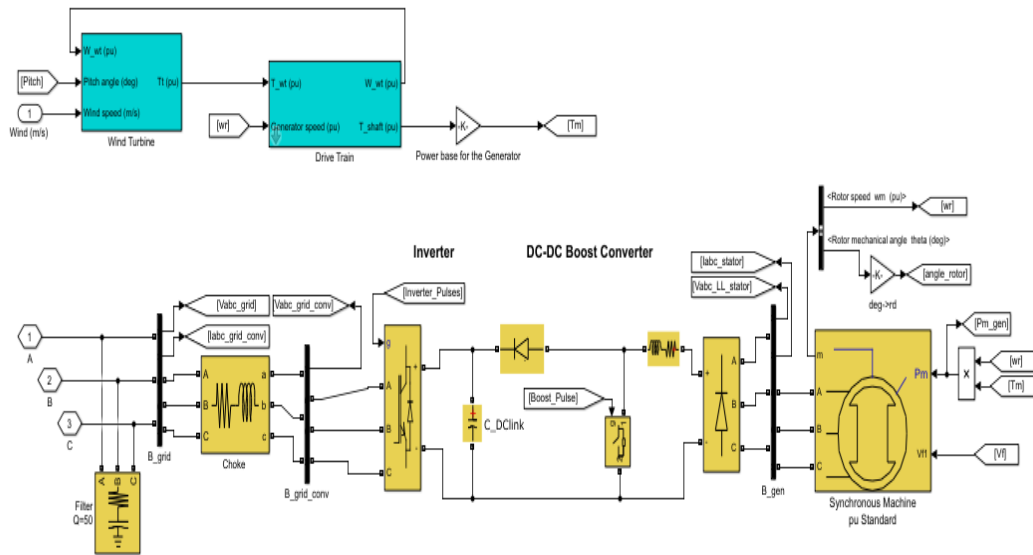 W_wt (pu)
[Pitch]
Pitch angle (deg)
Tt (pu)
1
Wind speed (m/s)
Wind (m/s)
Wind Turbine
T_wt (pu)
W_wt (pu)
[wr]
Generator speed (pu)
T_shaft (pu)
Drive Train
-K-
Power base for the Generator
[Tm]
<Rotor speed wm (pu)>
[wr]
<Rotor mechanical angle theta (deg)>
-K-
[angle_rotor]
deg->rd
Inverter
DC-DC Boost Converter
[Iabc_stator]
[Vabc_LL_stator]
[Inverter_Pulses]
[Vabc_grid]
Vabc_grid_conv]
[Iabc_grid_conv]
[Pm_gen]
1
A
2
B
3
C
A
B
C
a
b
c
Choke
B_grid
B_grid_conv
g
A
B
C
+
-
C_DClink
[Boost_Pulse]
g
+
-
A
B
C
B_gen
m
A
B
C
Pm
Vf1
×
[wr]
[Tm]
[Vf]
Synchronous Machine
pu Standard
A
B
C
Filter
Q=50